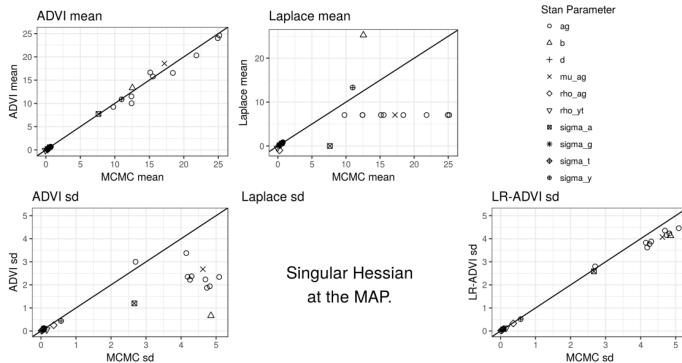 ADVI mean
25
20
15
10
5
0
0 5 10 15 20 25
MCMC mean
ADVI mean
Laplace mean
20
10
0
0 5 10 15 20 25
MCMC mean
Laplace mean
Stan Parameter
ag
b
d
mu_ag
rho_ag
rho_yt
sigma_a
sigma_g
sigma_t
sigma_y
ADVI sd
5
4
3
2
1
0
0 1 2 3 4 5
MCMC sd
ADVI sd
Laplace sd
Singular Hessian
at the MAP.
LR-ADVI sd
5
4
3
2
1
0
0 1 2 3 4 5
MCMC sd
LR-ADVI sd